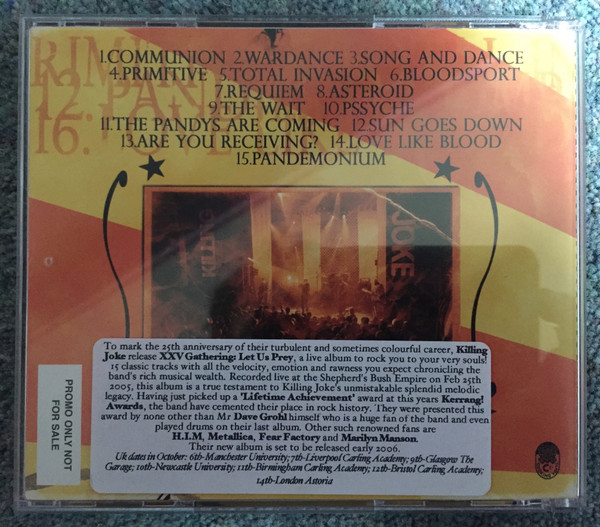 1.COMMUNION 2.WARDANCE 3.SONG AND DANCE
4.PRIMITIVE 5.TOTAL INVASION 6.BLOODSPORT
7.REQUIEM 8.ASTEROID
9.THE WAIT 10.PSSYCHE
11.THE PANDYS ARE COMING 12.SUN GOES DOWN
13.ARE YOU RECEIVING? 14.LOVE LIKE BLOOD
15.PANDEMONIUM
KILLING
JOKE
To mark the 25th anniversary of their turbulent and sometimes colourful career, Killing
Joke release XXV Gathering: Let Us Prey, a live album to rock you to your very souls!
15 classic tracks with all the velocity, emotion and rawness you expect chronicling the
band's rich musical wealth. Recorded live at the Shepherd's Bush Empire on Feb 25th
2005, this album is a true testament to Killing Joke's unmistakable splendid melodic
legacy. Having just picked up a 'Lifetime Achievement' award at this years Kerrang!
Awards, the band have cemented their place in rock history. They were presented this
award by none other than Mr Dave Grohl himself who is a huge fan of the band and even
played drums on their last album. Other such renowned fans are
H.I.M, Metallica, Fear Factory and Marilyn Manson.
Their new album is set to be released early 2006.
Uk dates in October: 6th-Manchester University; 7th-Liverpool Carling Academy; 9th-Glasgow The
Garage; 10th-Newcastle University; 11th-Birmingham Carling Academy; 12th-Bristol Carling Academy;
14th-London Astoria
PROMO ONLY NOT
FOR SALE